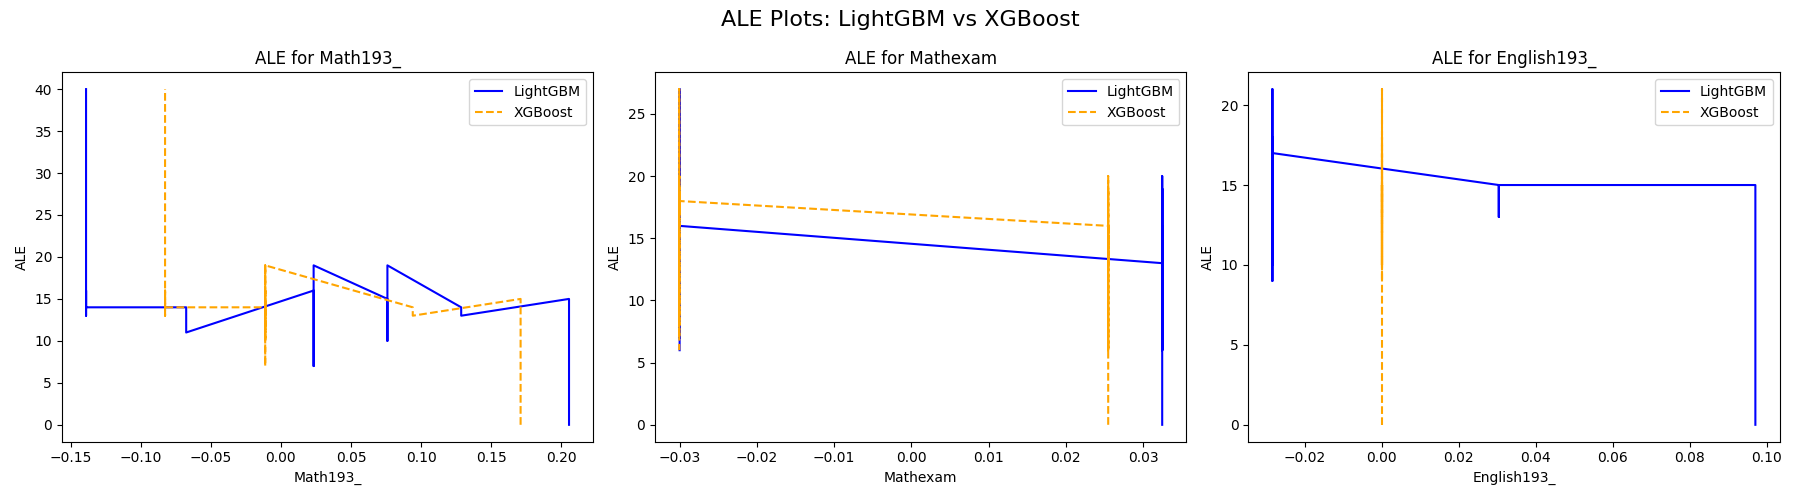 ALE Plots: LightGBM vs XGBoost
ALE for Math193_
LightGBM
XGBoost
ALE
40
35
30
25
20
15
10
5
0
−0.15 −0.10 −0.05 0.00 0.05 0.10 0.15 0.20
Math193_
ALE for Mathexam
LightGBM
XGBoost
ALE
25
20
15
10
5
0
−0.03 −0.02 −0.01 0.00 0.01 0.02 0.03
Mathexam
ALE for English193_
LightGBM
XGBoost
ALE
20
15
10
5
0
−0.02 0.00 0.02 0.04 0.06 0.08 0.10
English193_